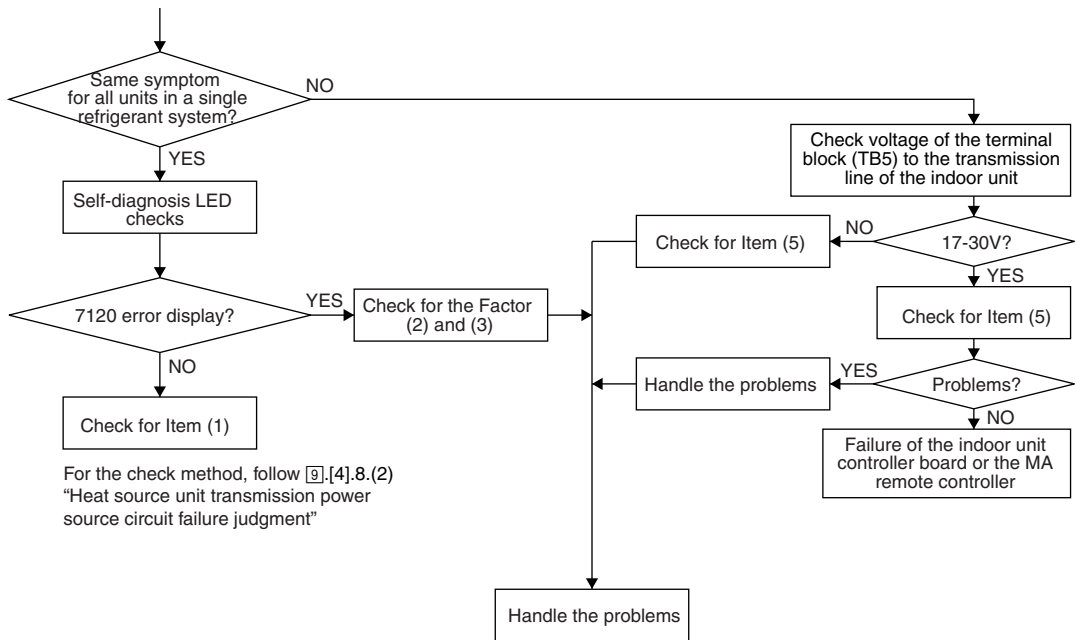 Same symptom
for all units in a single
refrigerant system?
NO
YES
Self-diagnosis LED
checks
7120 error display?
YES
Check for the Factor
(2) and (3)
NO
Check for Item (1)
For the check method, follow 9.[4].8.(2)
“Heat source unit transmission power
source circuit failure judgment”
Check voltage of the terminal
block (TB5) to the transmission
line of the indoor unit
17-30V?
NO
Check for Item (5)
YES
Check for Item (5)
Problems?
YES
Handle the problems
NO
Failure of the indoor unit
controller board or the MA
remote controller
Handle the problems